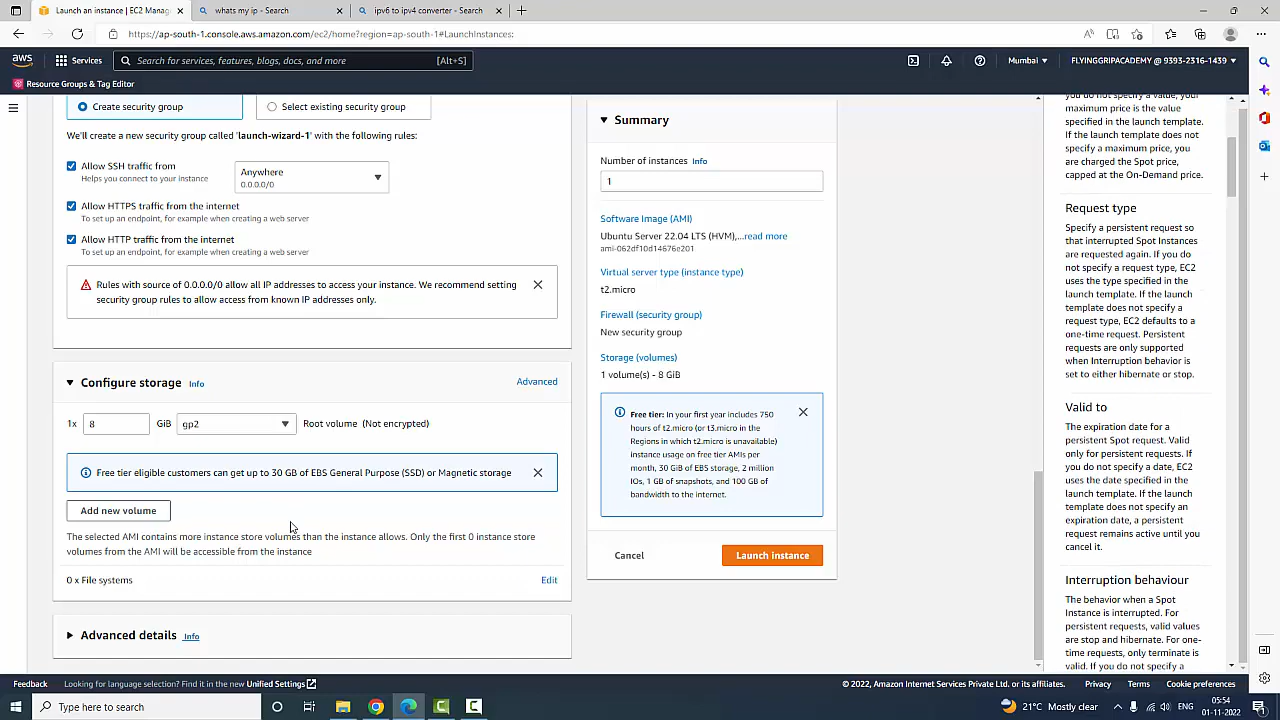 Launch an instance | EC2 Manag
whats my ip - Search
ipv6 to ipv4 converter - Search
https://ap-south-1.console.aws.amazon.com/ec2/home?region=ap-south-1#LaunchInstances:
aws
Services
Search for services, features, blogs, docs, and more
[Alt+S]
Mumbai
FLYINGGRIPACADEMY @ 9393-2316-1439
Resource Groups & Tag Editor
Create security group
Select existing security group
We'll create a new security group called 'launch-wizard-1' with the following rules:
Allow SSH traffic from
Helps you connect to your instance
Anywhere
0.0.0.0/0
Allow HTTPS traffic from the internet
To set up an endpoint, for example when creating a web server
Allow HTTP traffic from the internet
To set up an endpoint, for example when creating a web server
Rules with source of 0.0.0.0/0 allow all IP addresses to access your instance. We recommend setting
security group rules to allow access from known IP addresses only.
Configure storage Info
Advanced
1x 8 GiB gp2 Root volume (Not encrypted)
Free tier eligible customers can get up to 30 GB of EBS General Purpose (SSD) or Magnetic storage
Add new volume
The selected AMI contains more instance store volumes than the instance allows. Only the first 0 instance store
volumes from the AMI will be accessible from the instance
0 x File systems
Edit
Advanced details Info
Summary
Number of instances Info
1
Software Image (AMI)
Ubuntu Server 22.04 LTS (HVM),...read more
ami-062df10d14676e201
Virtual server type (instance type)
t2.micro
Firewall (security group)
New security group
Storage (volumes)
1 volume(s) - 8 GiB
Free tier: In your first year includes 750
hours of t2.micro (or t3.micro in the
Regions in which t2.micro is unavailable)
instance usage on free tier AMIs per
month, 30 GiB of EBS storage, 2 million
IOs, 1 GB of snapshots, and 100 GB of
bandwidth to the internet.
Cancel
Launch instance
you do not specify a value, your
maximum price is the value
specified in the launch template.
If the launch template does not
specify a maximum price, you
are charged the Spot price,
capped at the On-Demand price.
Request type
Specify a persistent request so
that interrupted Spot Instances
are requested again. If you do
not specify a request type, EC2
uses the type specified in the
launch template. If the launch
template does not specify a
request type, EC2 defaults to a
one-time request. Persistent
requests are only supported
when Interruption behavior is
set to either hibernate or stop.
Valid to
The expiration date for a
persistent Spot request. Valid
only for persistent requests. If
you do not specify a date, EC2
uses the date specified in the
launch template. If the launch
template does not specify an
expiration date, a persistent
request remains active until you
cancel it.
Interruption behaviour
The behavior when a Spot
Instance is interrupted. For
persistent requests, valid values
are stop and hibernate. For one-
time requests, only terminate is
valid. If you do not specify a
Feedback
Looking for language selection? Find it in the new Unified Settings
© 2022, Amazon Internet Services Private Ltd. or its affiliates.
Privacy
Terms
Cookie preferences
Type here to search
21°C Mostly clear
ENG
05:54
01-11-2022